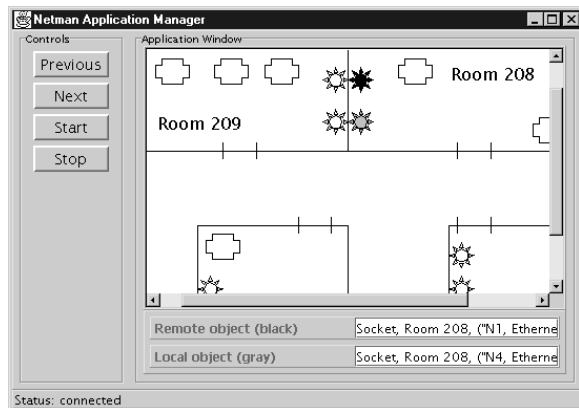 Netman Application Manager
Controls
Previous
Next
Start
Stop
Application Window
Room 208
Room 209
Remote object (black)
Socket, Room 208, ("N1, Etherne
Local object (gray)
Socket, Room 208, ("N4, Etherne
Status: connected